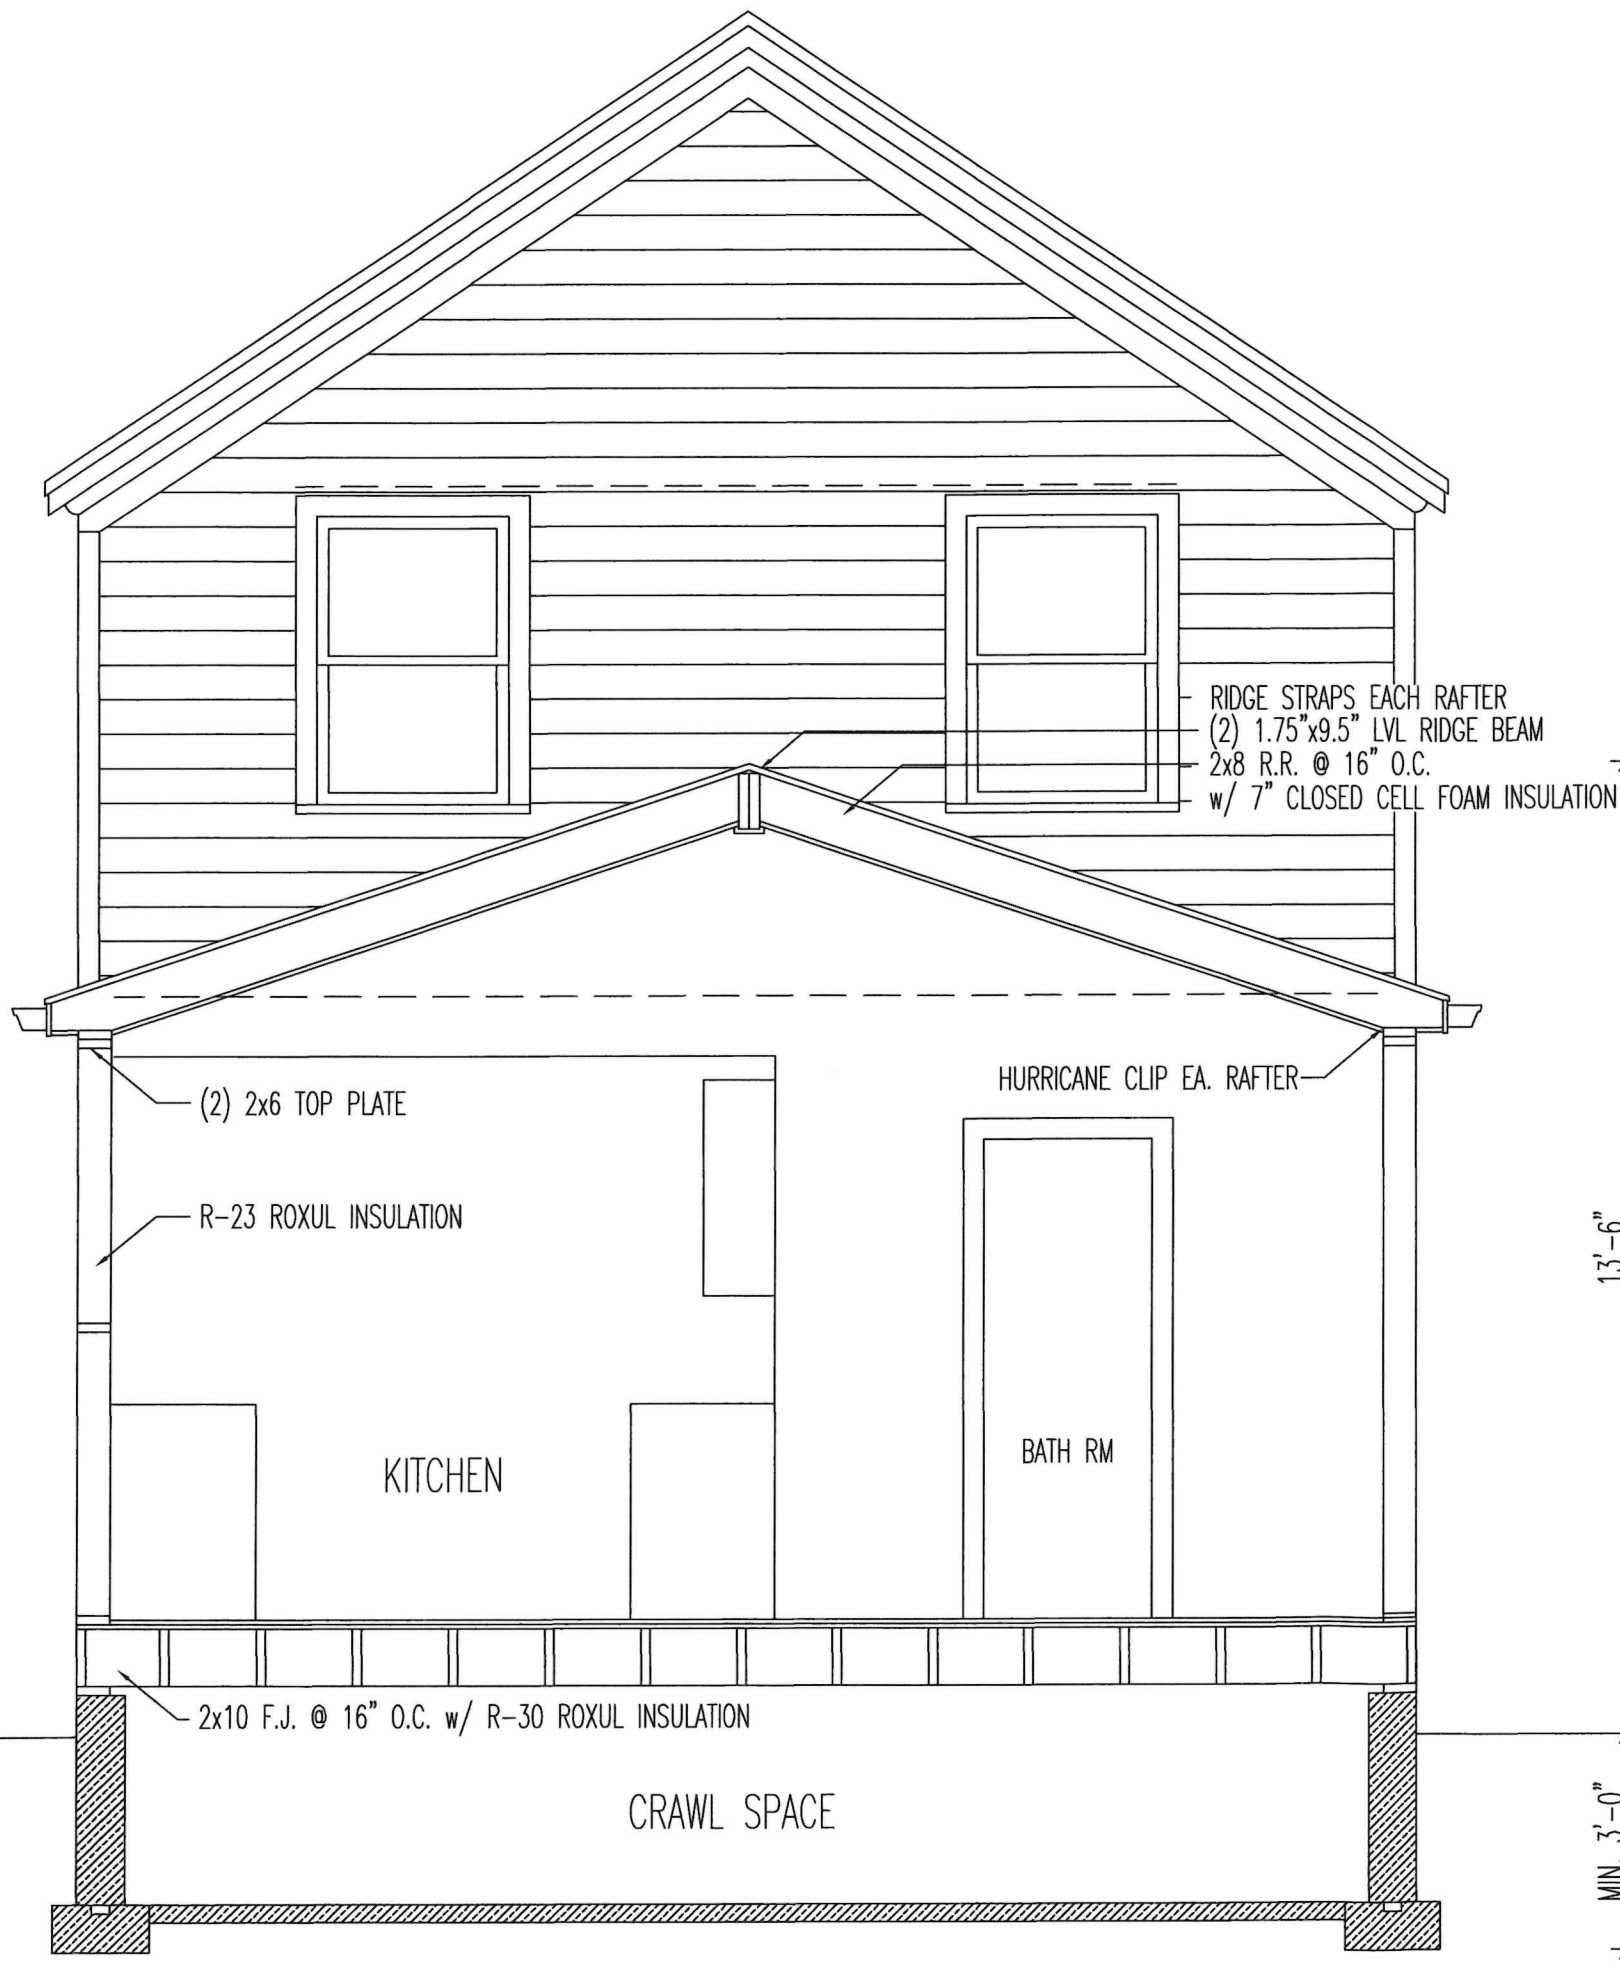 RIDGE STRAPS EACH RAFTER
(2) 1.75"x9.5" LVL RIDGE BEAM
2x8 R.R. @ 16" O.C.
w/ 7" CLOSED CELL FOAM INSULATION
HURRICANE CLIP EA. RAFTER
(2) 2x6 TOP PLATE
R-23 ROXUL INSULATION
13'-6"
BATH RM
KITCHEN
2x10 F.J. @ 16" O.C. w/ R-30 ROXUL INSULATION
CRAWL SPACE
MIN. 3'-0"